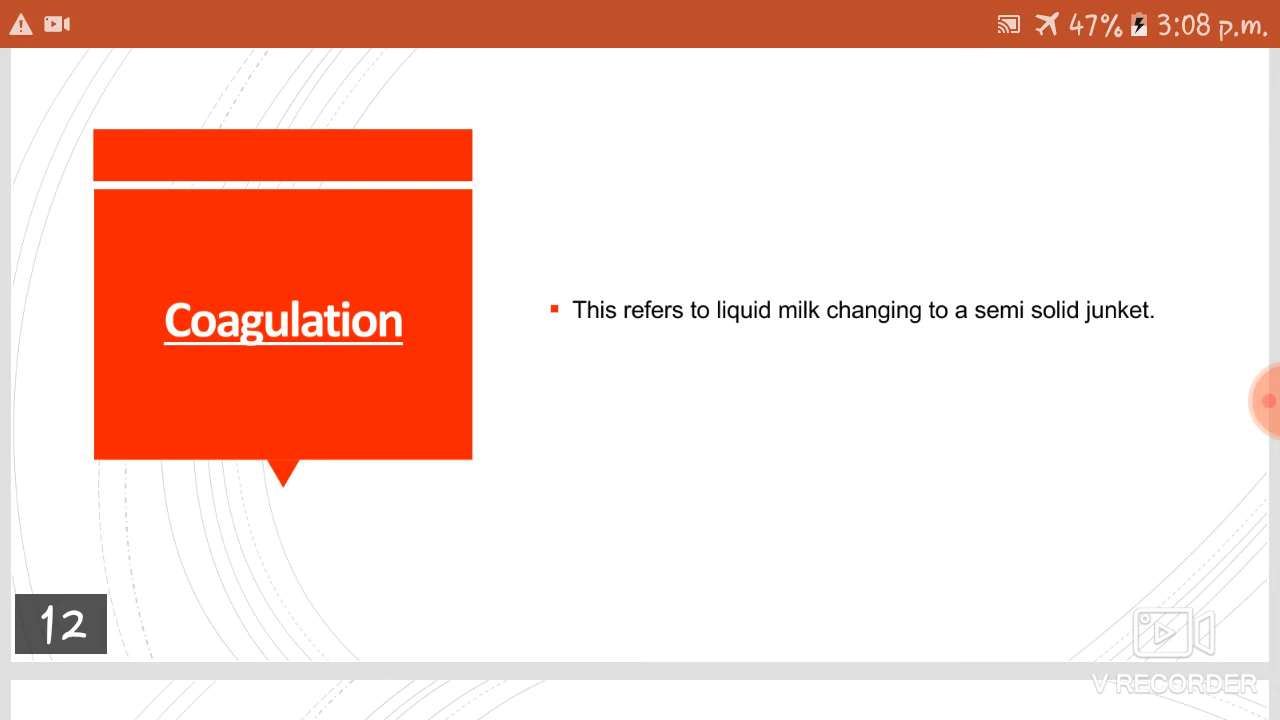 47% 3:08 p.m.
Coagulation
This refers to liquid milk changing to a semi solid junket.
12
V RECORDER